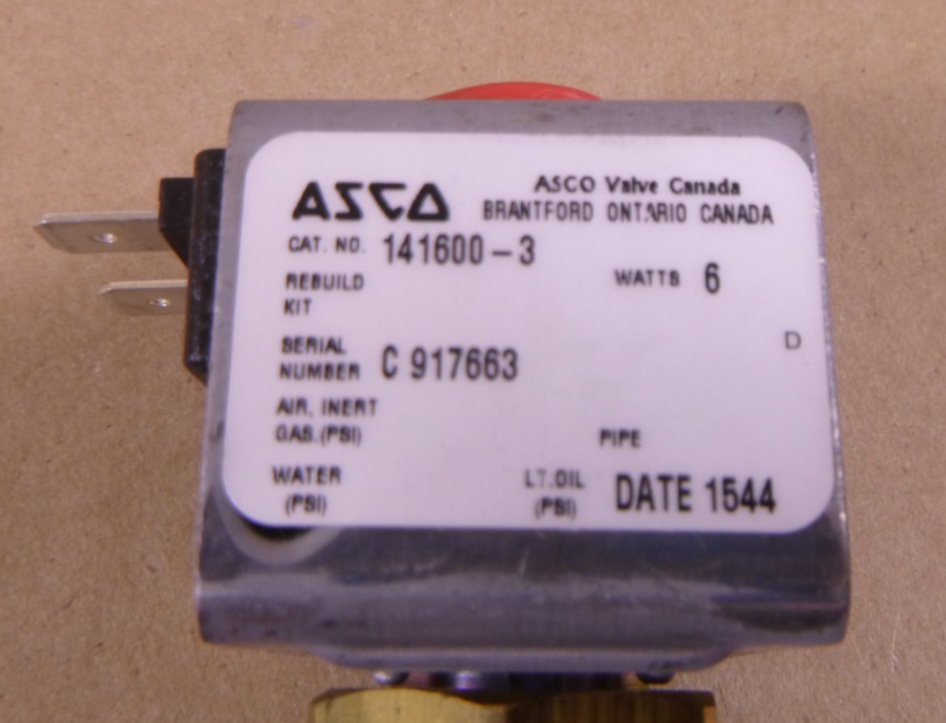 ASCO
ASCO Valve Canada
BRANTFORD ONTARIO CANADA
CAT. NO. 141600-3
REBUILD KIT
WATTS 6
D
SERIAL NUMBER C 917663
AIR, INERT
GAS.(PSI)
PIPE
WATER
(PSI)
LT.OIL
(PSI)
DATE 1544